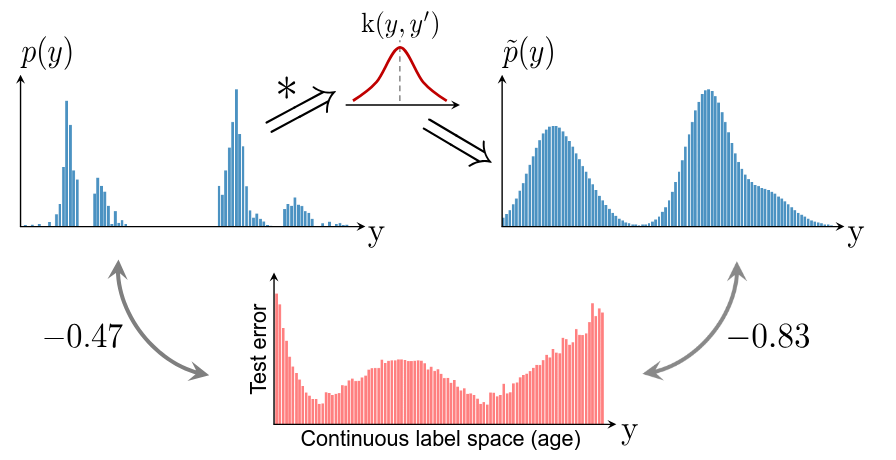 k(y, y′)
p(y)
*
p̃(y)
y
y
−0.47
Test error
−0.83
y
Continuous label space (age)